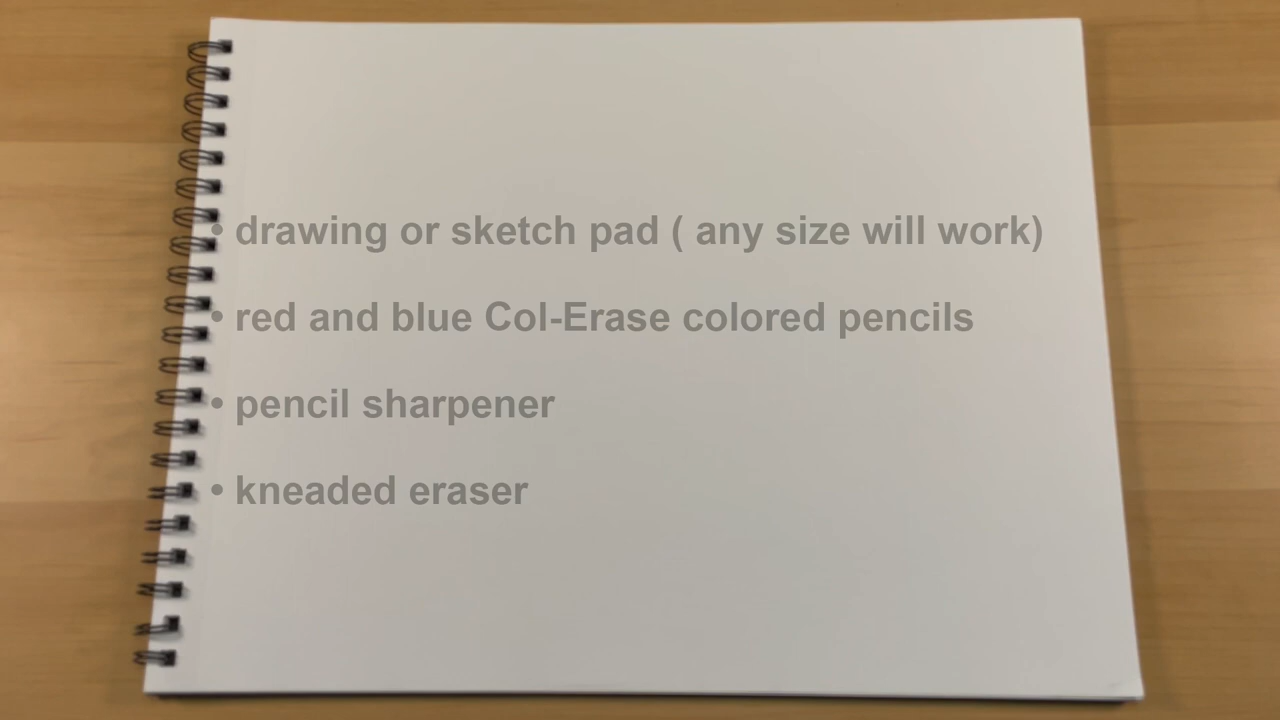 • drawing or sketch pad ( any size will work)
• red and blue Col-Erase colored pencils
• pencil sharpener
• kneaded eraser